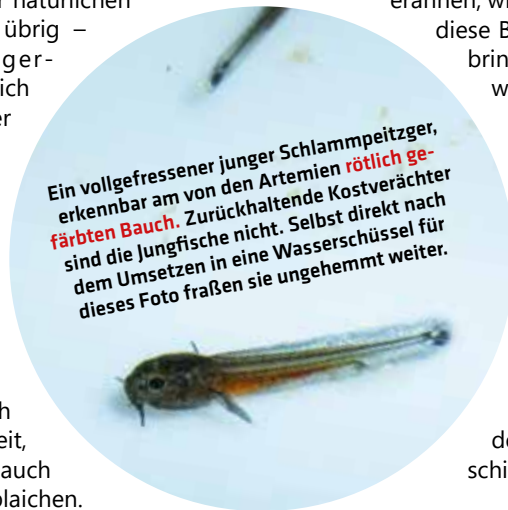 r natürlichen
übrig –
ger-
ich
er
erahnen, wi
diese B
brin
w
Ein vollgefressener junger Schlammpeitzger,
erkennbar am von den Artemien rötlich ge-
färbten Bauch. Zurückhaltende Kostverächter
sind die Jungfische nicht. Selbst direkt nach
dem Umsetzen in eine Wasserschüssel für
dieses Foto fraßen sie ungehemmt weiter.
h
eit,
auch
laichen.
de
schi